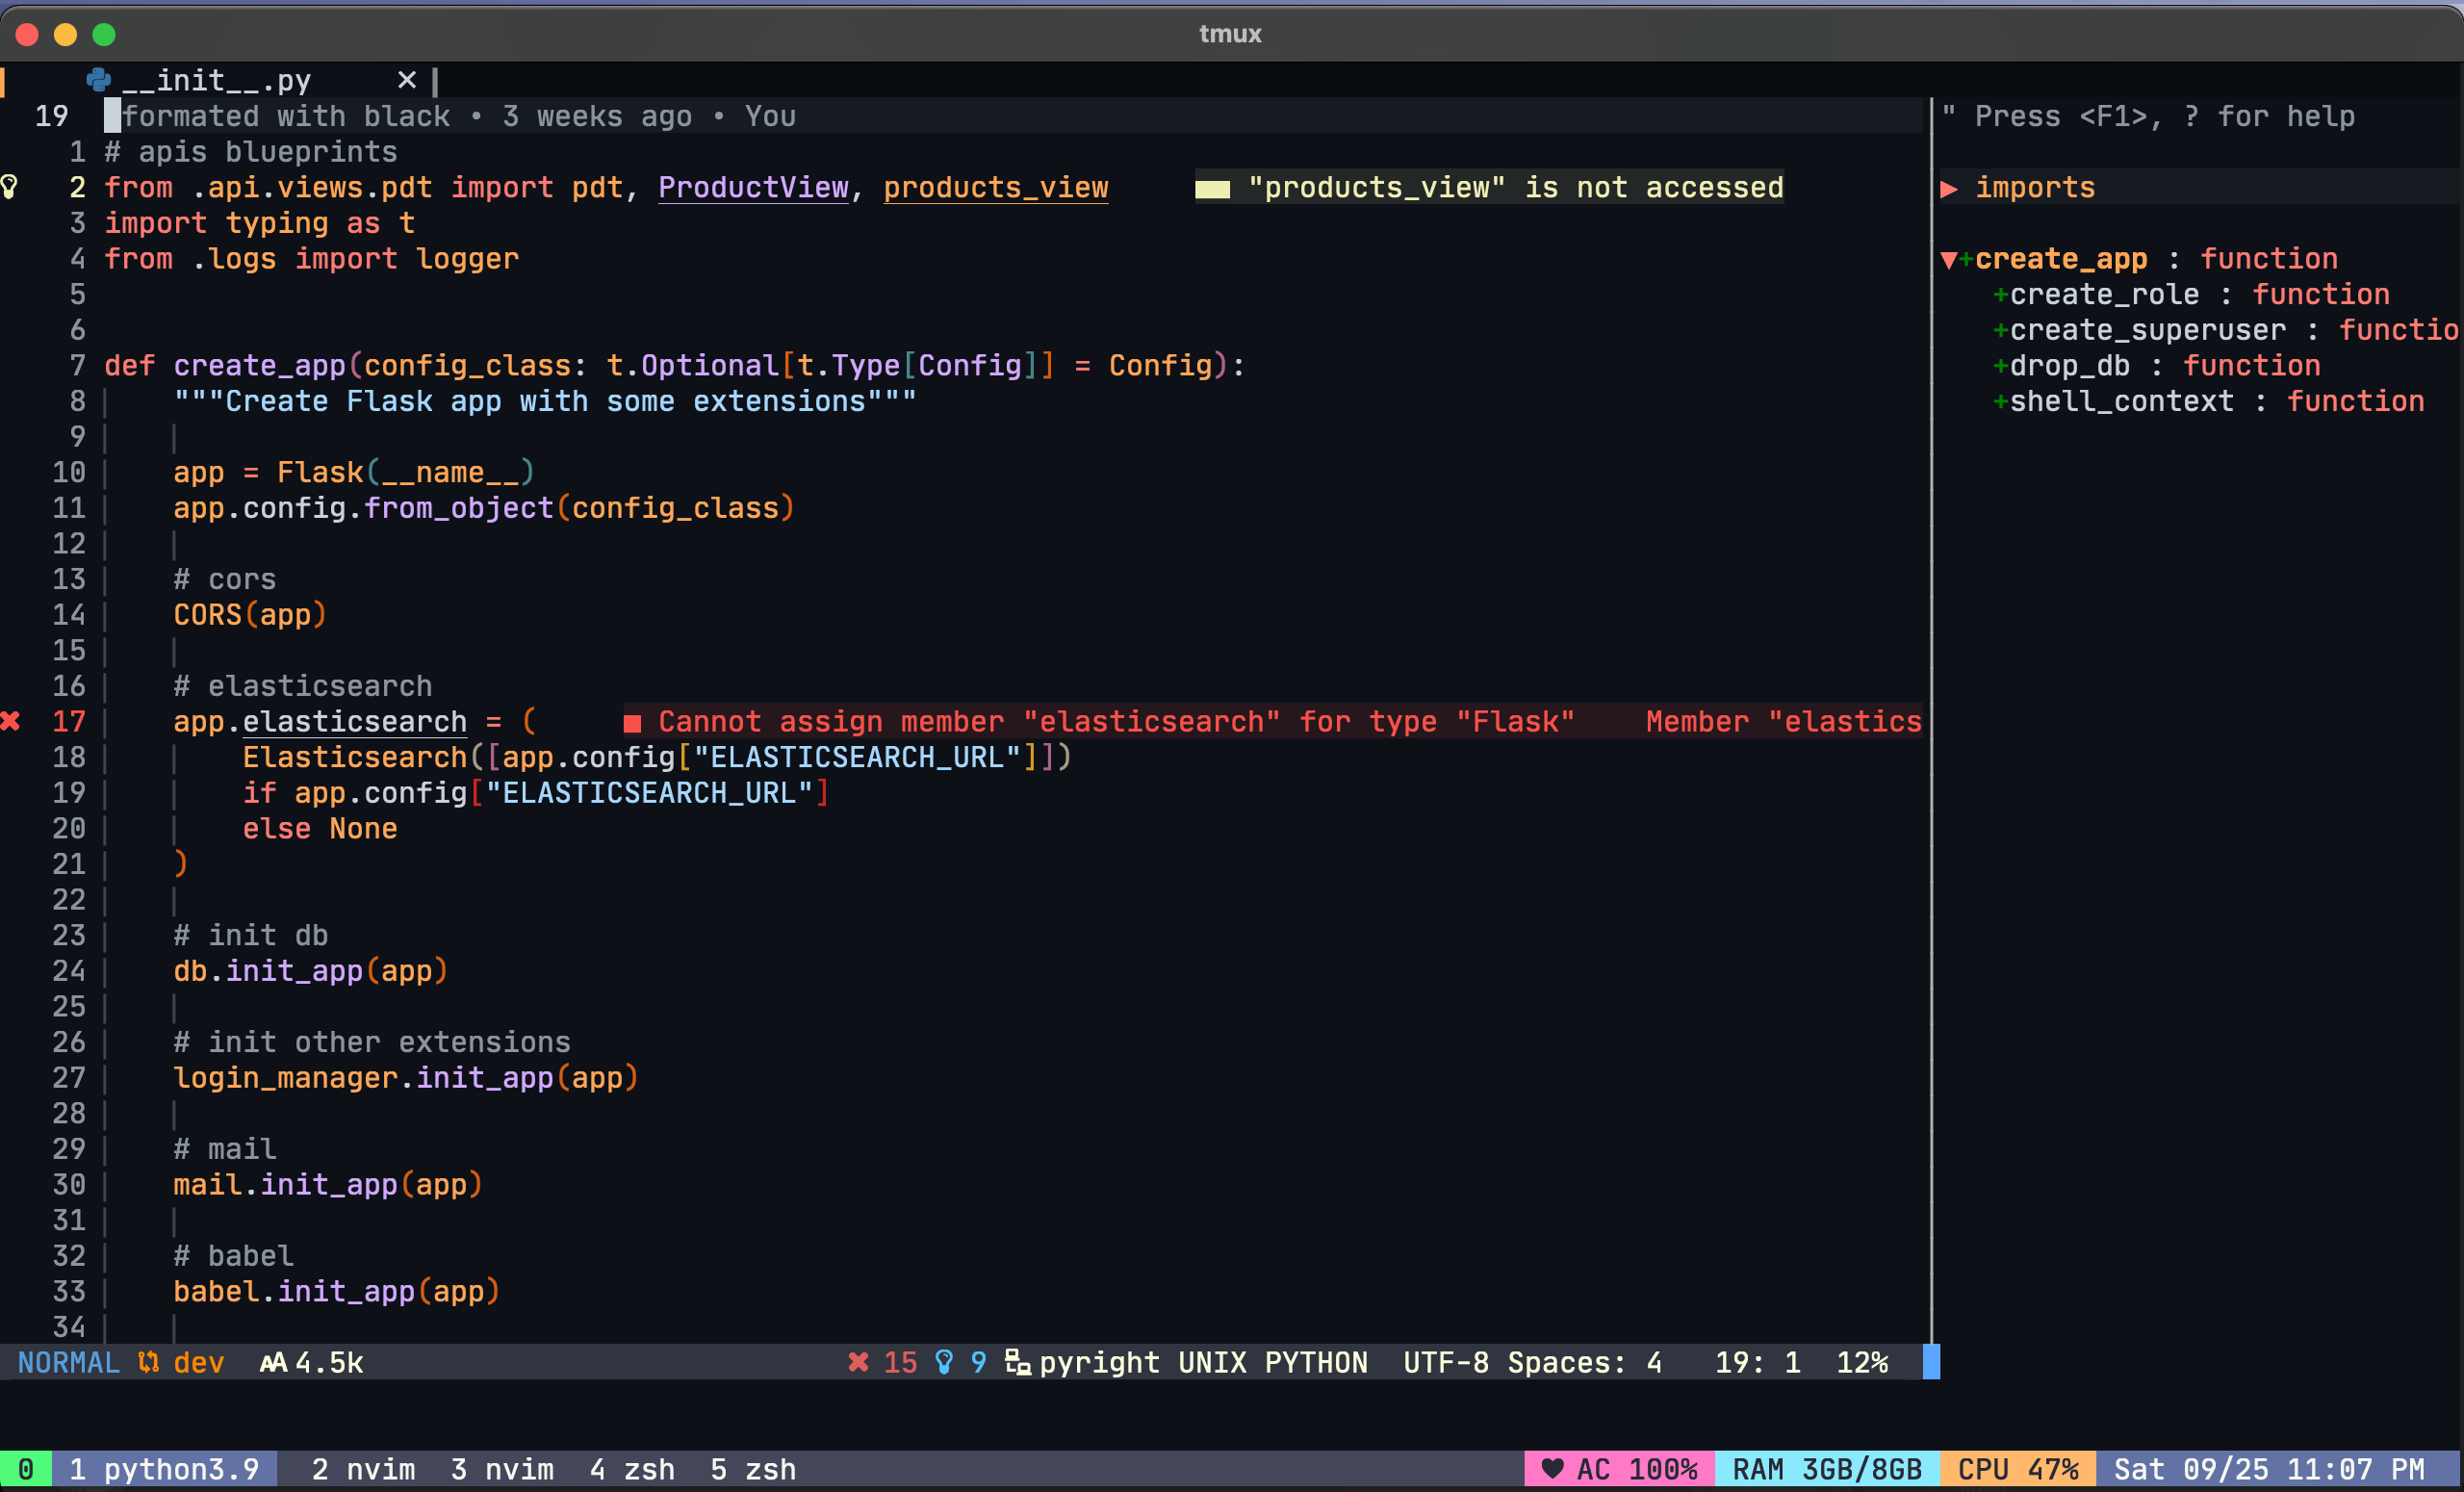 tmux
__init__.py ✕
19 formated with black • 3 weeks ago • You
1 # apis blueprints
2 from .api.views.pdt import pdt, ProductView, products_view "products_view" is not accessed
3 import typing as t
4 from .logs import logger
5
6
7 def create_app(config_class: t.Optional[t.Type[Config]] = Config):
8 """Create Flask app with some extensions"""
9
10 app = Flask(__name__)
11 app.config.from_object(config_class)
12
13 # cors
14 CORS(app)
15
16 # elasticsearch
17 app.elasticsearch = ( ■ Cannot assign member "elasticsearch" for type "Flask" Member "elastics
18 Elasticsearch([app.config["ELASTICSEARCH_URL"]])
19 if app.config["ELASTICSEARCH_URL"]
20 else None
21 )
22
23 # init db
24 db.init_app(app)
25
26 # init other extensions
27 login_manager.init_app(app)
28
29 # mail
30 mail.init_app(app)
31
32 # babel
33 babel.init_app(app)
34
" Press <F1>, ? for help
▶ imports
▼+create_app : function
+create_role : function
+create_superuser : functio
+drop_db : function
+shell_context : function
NORMAL dev AA 4.5k ✖ 15 9 pyright UNIX PYTHON UTF-8 Spaces: 4 19: 1 12%
0 1 python3.9 2 nvim 3 nvim 4 zsh 5 zsh ♥ AC 100% RAM 3GB/8GB CPU 47% Sat 09/25 11:07 PM